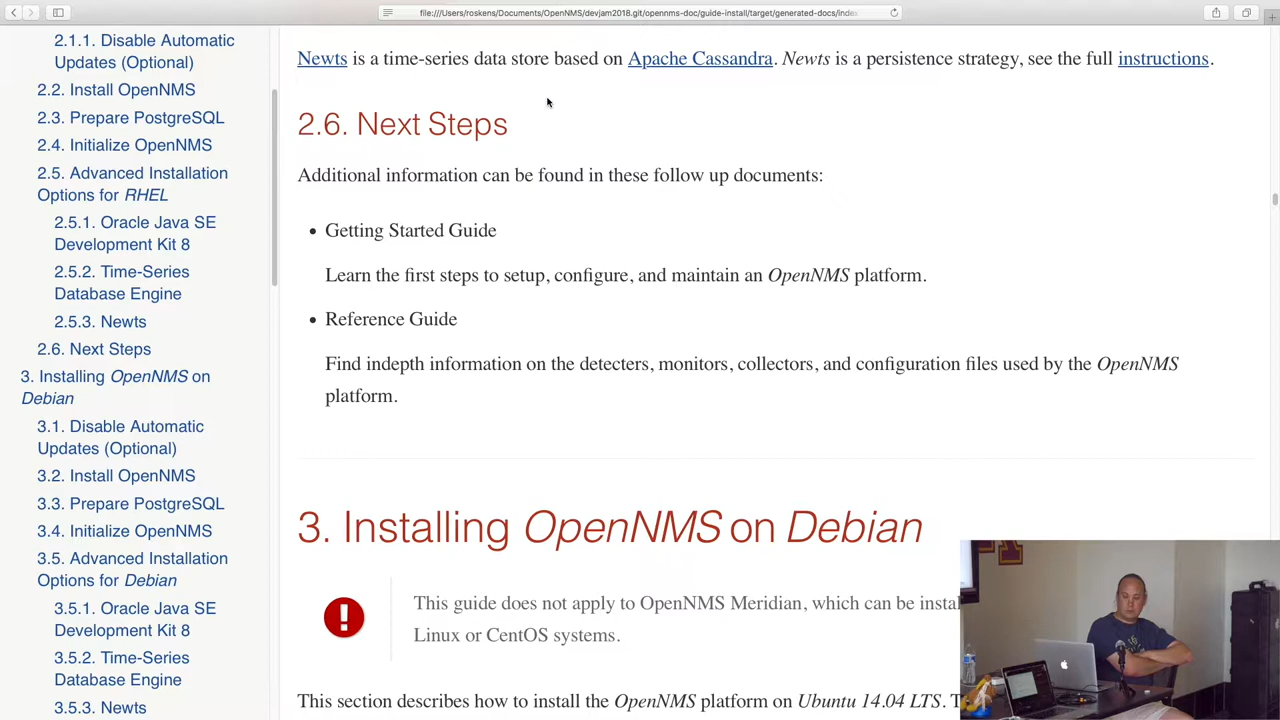 file:///Users/roskens/Documents/OpenNMS/devjam2018.git/opennms-doc/guide-install/target/generated-docs/index
2.1.1. Disable Automatic
Updates (Optional)
2.2. Install OpenNMS
2.3. Prepare PostgreSQL
2.4. Initialize OpenNMS
2.5. Advanced Installation
Options for RHEL
2.5.1. Oracle Java SE
Development Kit 8
2.5.2. Time-Series
Database Engine
2.5.3. Newts
2.6. Next Steps
3. Installing OpenNMS on
Debian
3.1. Disable Automatic
Updates (Optional)
3.2. Install OpenNMS
3.3. Prepare PostgreSQL
3.4. Initialize OpenNMS
3.5. Advanced Installation
Options for Debian
3.5.1. Oracle Java SE
Development Kit 8
3.5.2. Time-Series
Database Engine
3.5.3. Newts
Newts is a time-series data store based on Apache Cassandra. Newts is a persistence strategy, see the full instructions.
2.6. Next Steps
Additional information can be found in these follow up documents:
• Getting Started Guide
Learn the first steps to setup, configure, and maintain an OpenNMS platform.
• Reference Guide
Find indepth information on the detecters, monitors, collectors, and configuration files used by the OpenNMS
platform.
3. Installing OpenNMS on Debian
This guide does not apply to OpenNMS Meridian, which can be instal
Linux or CentOS systems.
This section describes how to install the OpenNMS platform on Ubuntu 14.04 LTS. T